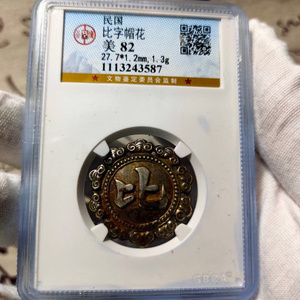 民国
比字帽花
美 82
27.7*1.2mm,1.3g
1113243587
★ ★ ★ 文物鉴定委员会监制 ★ ★ ★
比